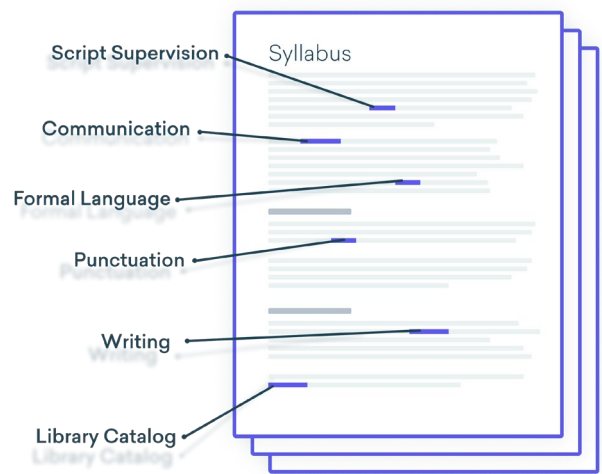 Script Supervision
Syllabus
Communication
Formal Language
Punctuation
Writing
Library Catalog